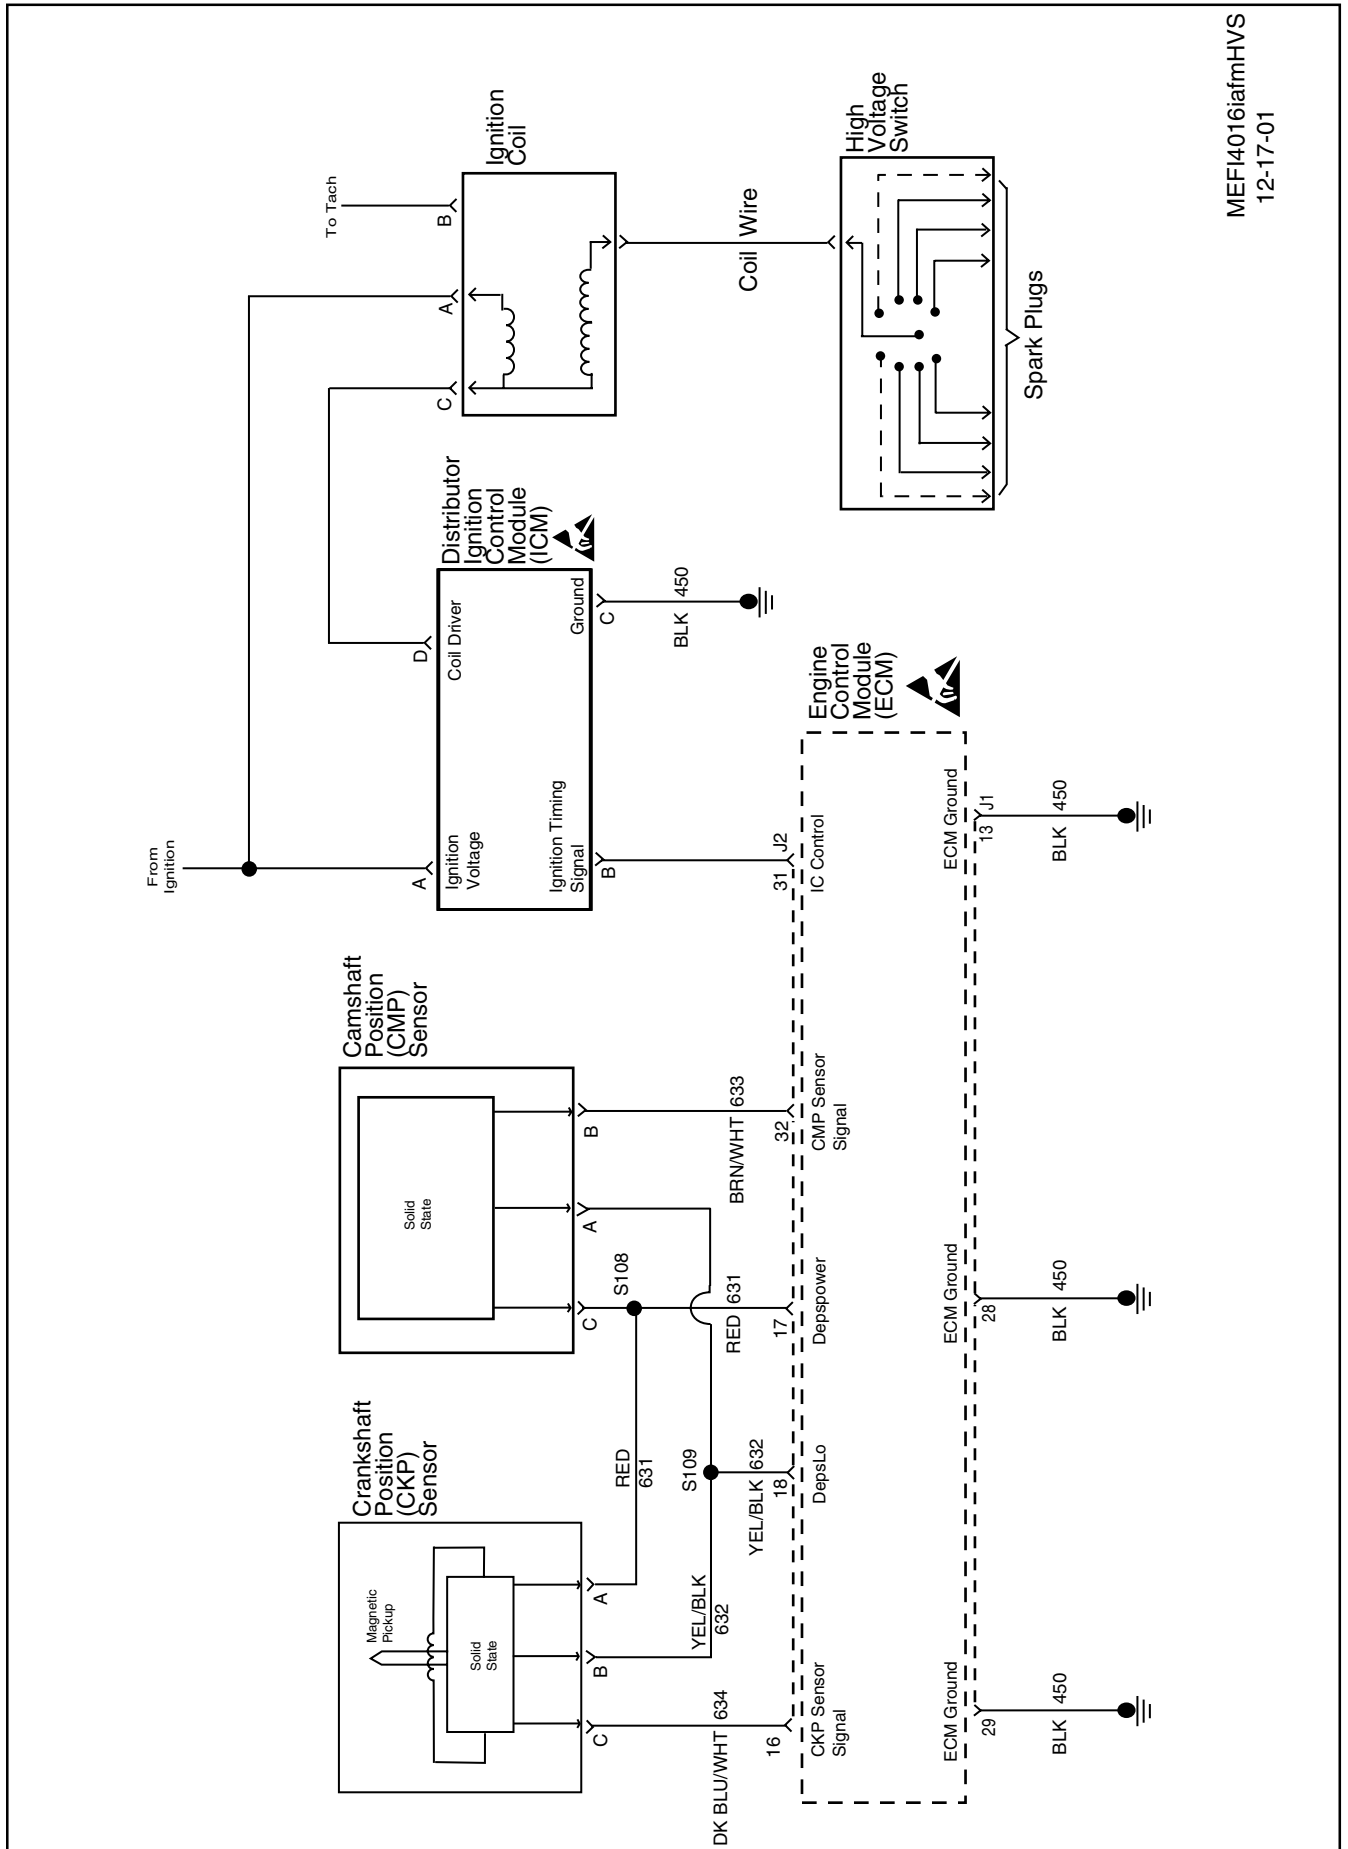 Crankshaft
Position
(CKP)
Sensor
Magnetic
Pickup
Solid
State
C
B
A
Camshaft
Position
(CMP)
Sensor
Solid
State
C
A
B
From
Ignition
Distributor
Ignition
Control
Module
(ICM)
A
D
Ignition
Voltage
Coil Driver
Ignition Timing
Signal
Ground
B
C
BLK 450
To Tach
Ignition
Coil
C
A
B
Coil Wire
High
Voltage
Switch
Spark Plugs
RED
631
S108
S109
YEL/BLK
632
DK BLU/WHT 634
YEL/BLK 632
RED 631
BRN/WHT 633
16
18
17
32
31 J2
Engine
Control
Module
(ECM)
CKP Sensor
Signal
DepsLo
Depspower
CMP Sensor
Signal
IC Control
ECM Ground
ECM Ground
ECM Ground
29
28
13 J1
BLK 450
BLK 450
BLK 450
MEFI4016iafmHVS
12-17-01